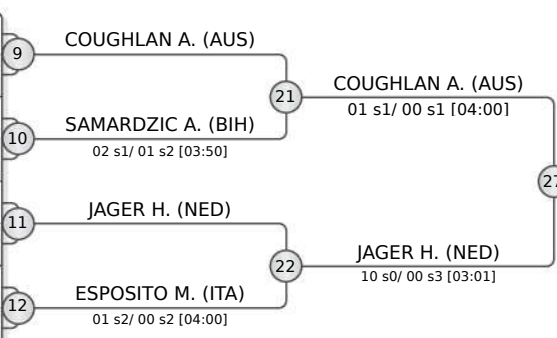 9
COUGHLAN A. (AUS)
21
COUGHLAN A. (AUS)
01 s1/ 00 s1 [04:00]
10
SAMARDZIC A. (BIH)
02 s1/ 01 s2 [03:50]
27
11
JAGER H. (NED)
22
JAGER H. (NED)
10 s0/ 00 s3 [03:01]
12
ESPOSITO M. (ITA)
01 s2/ 00 s2 [04:00]